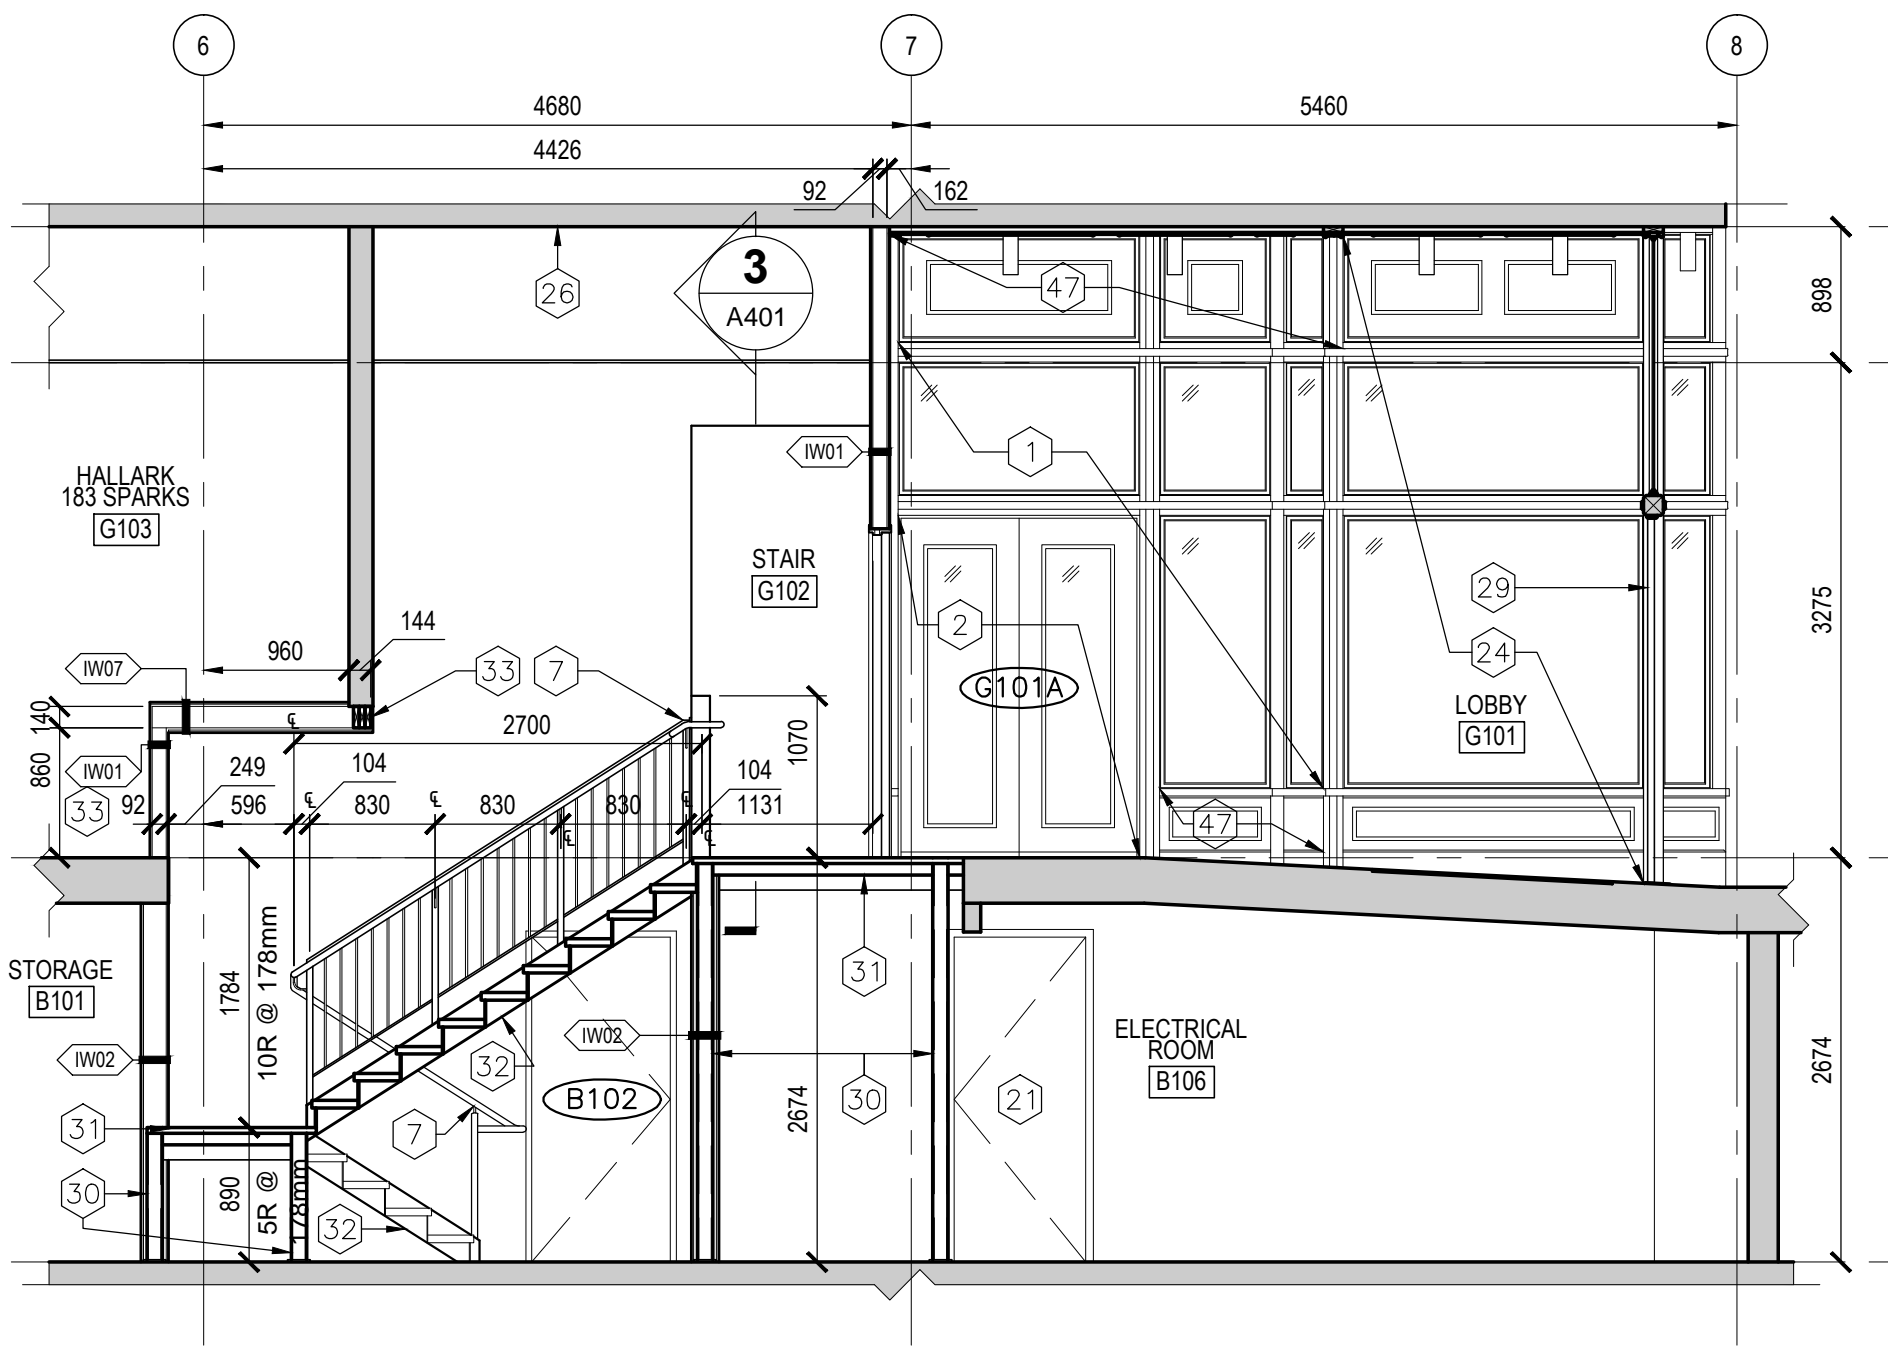 6
7
8
4680
5460
4426
92
162
3
A401
26
47
898
1
IW01
HALLARK
183 SPARKS
G103
STAIR
G102
29
2
24
3275
144
960
IW07
33
7
G101A
LOBBY
G101
140
℄
2700
1070
860
IW01
249
104
104
33
92
596
℄
830
℄
830
830
℄
1131
℄
℄
47
STORAGE
B101
1784
10R @ 178mm
31
IW02
IW02
32
ELECTRICAL
ROOM
B106
B102
30
21
2674
2674
31
7
30
890
5R @
178mm
32